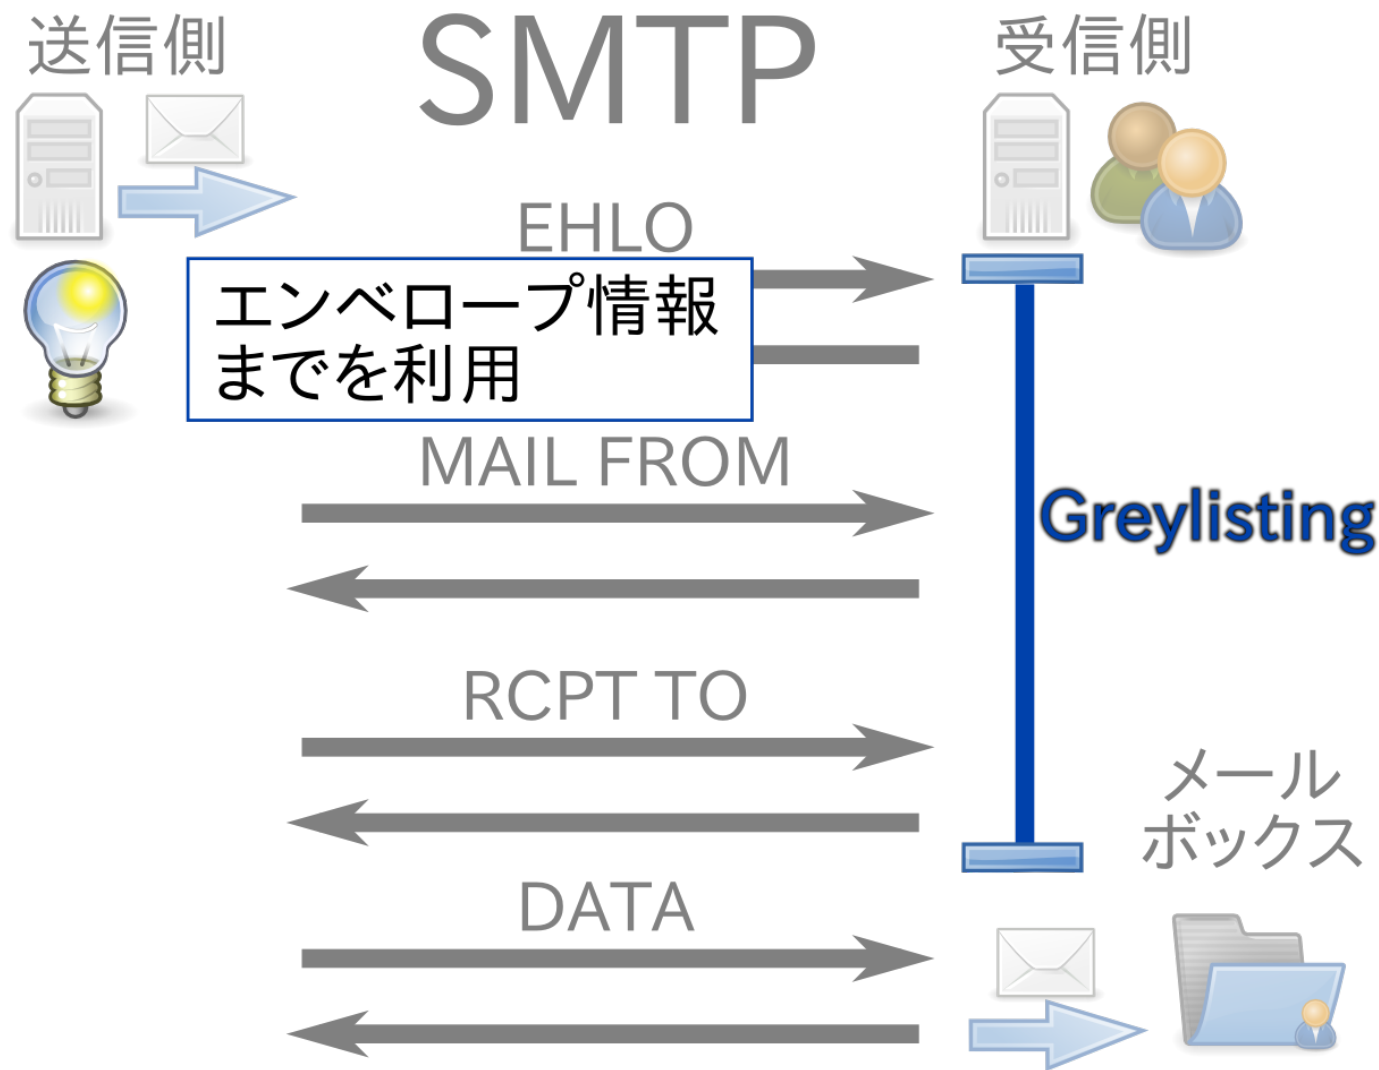 送信側
SMTP
受信側
EHLO
エンベロープ情報
までを利用
MAIL FROM
Greylisting
RCPT TO
メール
ボックス
DATA